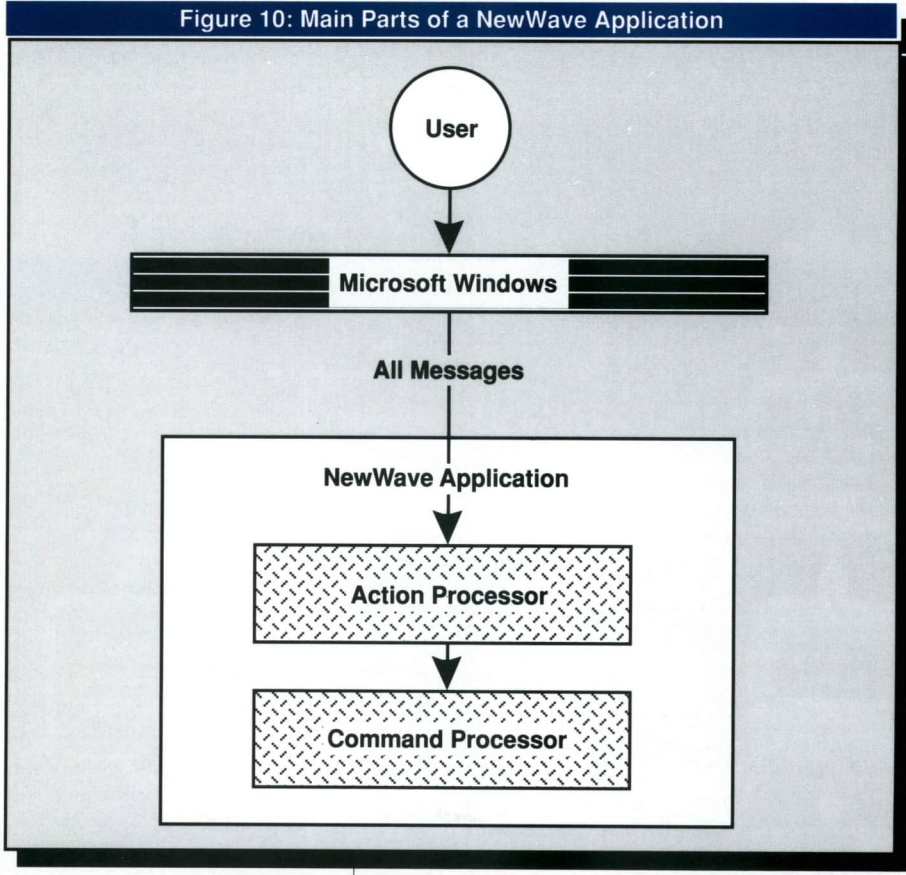 Figure 10: Main Parts of a NewWave Application
User
Microsoft Windows
All Messages
NewWave Application
Action Processor
Command Processor